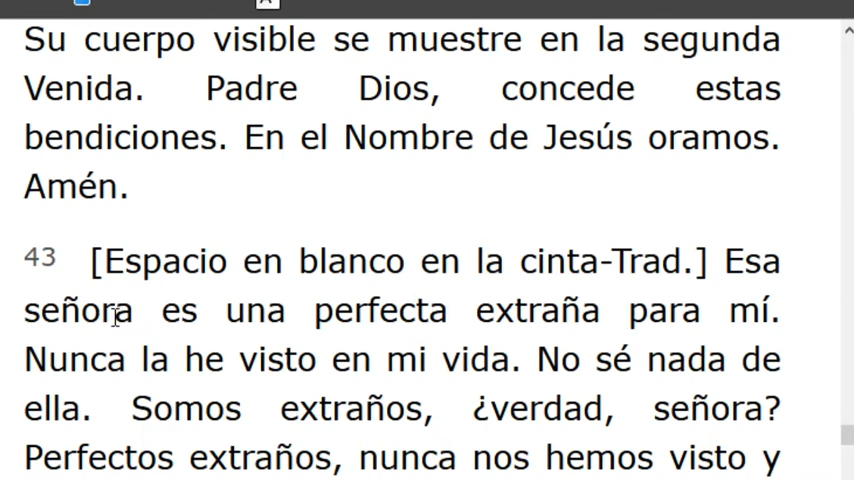 Su cuerpo visible se muestre en la segunda
Venida. Padre Dios, concede estas
bendiciones. En el Nombre de Jesús oramos.
Amén.
43 [Espacio en blanco en la cinta-Trad.] Esa
señora es una perfecta extraña para mí.
Nunca la he visto en mi vida. No sé nada de
ella. Somos extraños, ¿verdad, señora?
Perfectos extraños, nunca nos hemos visto y